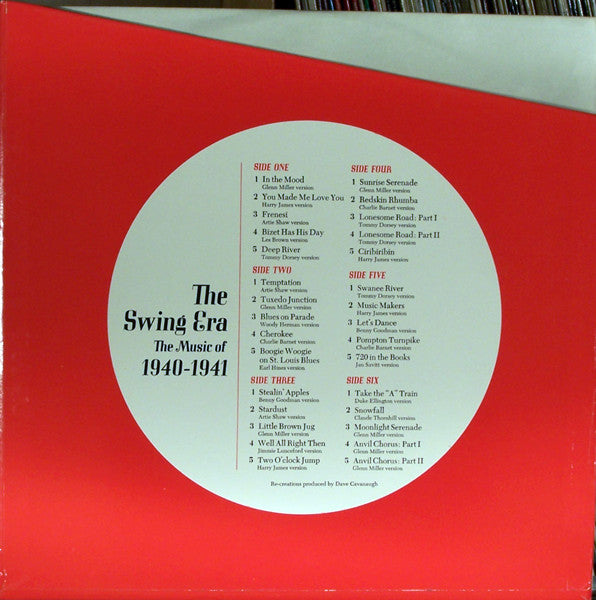 The
Swing Era
The Music of
1940-1941
SIDE ONE
1 In the Mood
Glenn Miller version
2 You Made Me Love You
Harry James version
3 Frenesi
Artie Shaw version
4 Bizet Has His Day
Les Brown version
5 Deep River
Tommy Dorsey version
SIDE TWO
1 Temptation
Artie Shaw version
2 Tuxedo Junction
Glenn Miller version
3 Blues on Parade
Woody Herman version
4 Cherokee
Charlie Barnet version
5 Boogie Woogie
on St. Louis Blues
Earl Hines version
SIDE THREE
1 Stealin' Apples
Benny Goodman version
2 Stardust
Artie Shaw version
3 Little Brown Jug
Glenn Miller version
4 Well All Right Then
Jimmie Lunceford version
5 Two O'clock Jump
Harry James version
SIDE FOUR
1 Sunrise Serenade
Glenn Miller version
2 Redskin Rhumba
Charlie Barnet version
3 Lonesome Road: Part I
Tommy Dorsey version
4 Lonesome Road: Part II
Tommy Dorsey version
5 Ciribiribin
Harry James version
SIDE FIVE
1 Swanee River
Tommy Dorsey version
2 Music Makers
Harry James version
3 Let's Dance
Benny Goodman version
4 Pompton Turnpike
Charlie Barnet version
5 720 in the Books
Jan Savitt version
SIDE SIX
1 Take the "A" Train
Duke Ellington version
2 Snowfall
Claude Thornhill version
3 Moonlight Serenade
Glenn Miller version
4 Anvil Chorus: Part I
Glenn Miller version
5 Anvil Chorus: Part II
Glenn Miller version
Re-creations produced by Dave Cavanaugh